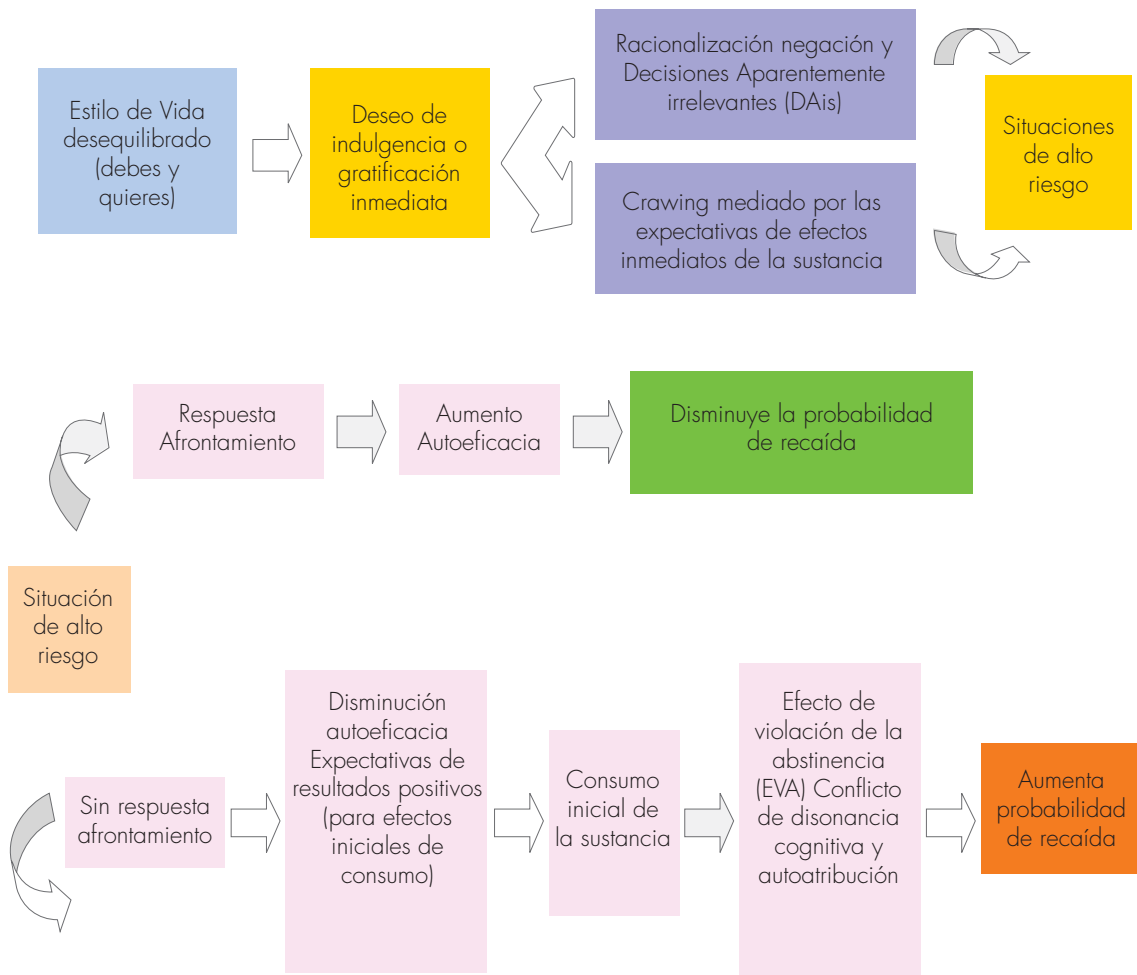 Estilo de Vida
desequilibrado
(debes y
quieres)
Deseo de
indulgencia o
gratificación
inmediata
Racionalización negación y
Decisiones Aparentemente
irrelevantes (DAis)
Crawing mediado por las
expectativas de efectos
inmediatos de la sustancia
Situaciones
de alto
riesgo
Respuesta
Afrontamiento
Aumento
Autoeficacia
Disminuye la probabilidad
de recaída
Situación
de alto
riesgo
Sin respuesta
afrontamiento
Disminución
autoeficacia
Expectativas de
resultados positivos
(para efectos
iniciales de
consumo)
Consumo
inicial de
la sustancia
Efecto de
violación de la
abstinencia
(EVA) Conflicto
de disonancia
cognitiva y
autoatribución
Aumenta
probabilidad
de recaída